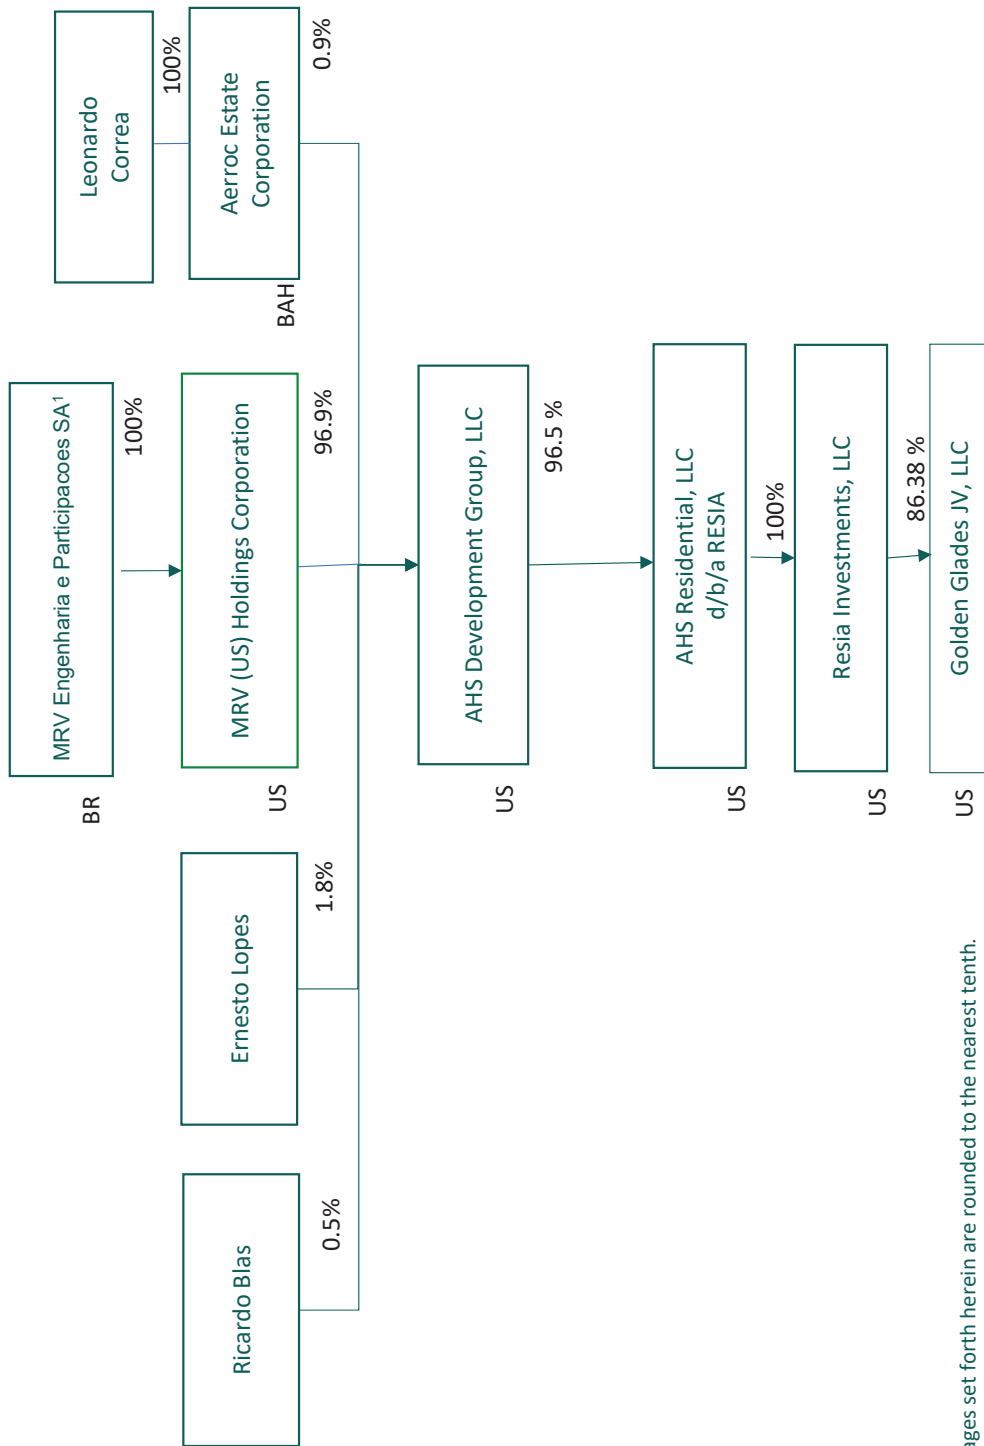 MRV Engenharia e Participacoes SA¹
BR
100%
Leonardo
Correa
100%
Ricardo Blas
0.5%
Ernesto Lopes
1.8%
MRV (US) Holdings Corporation
US
96.9%
Aerroc Estate
Corporation
BAH
0.9%
AHS Development Group, LLC
US
96.5 %
AHS Residential, LLC
d/b/a RESIA
US
100%
Resia Investments, LLC
US
86.38 %
Golden Glades JV, LLC
US
ages set forth herein are rounded to the nearest tenth.